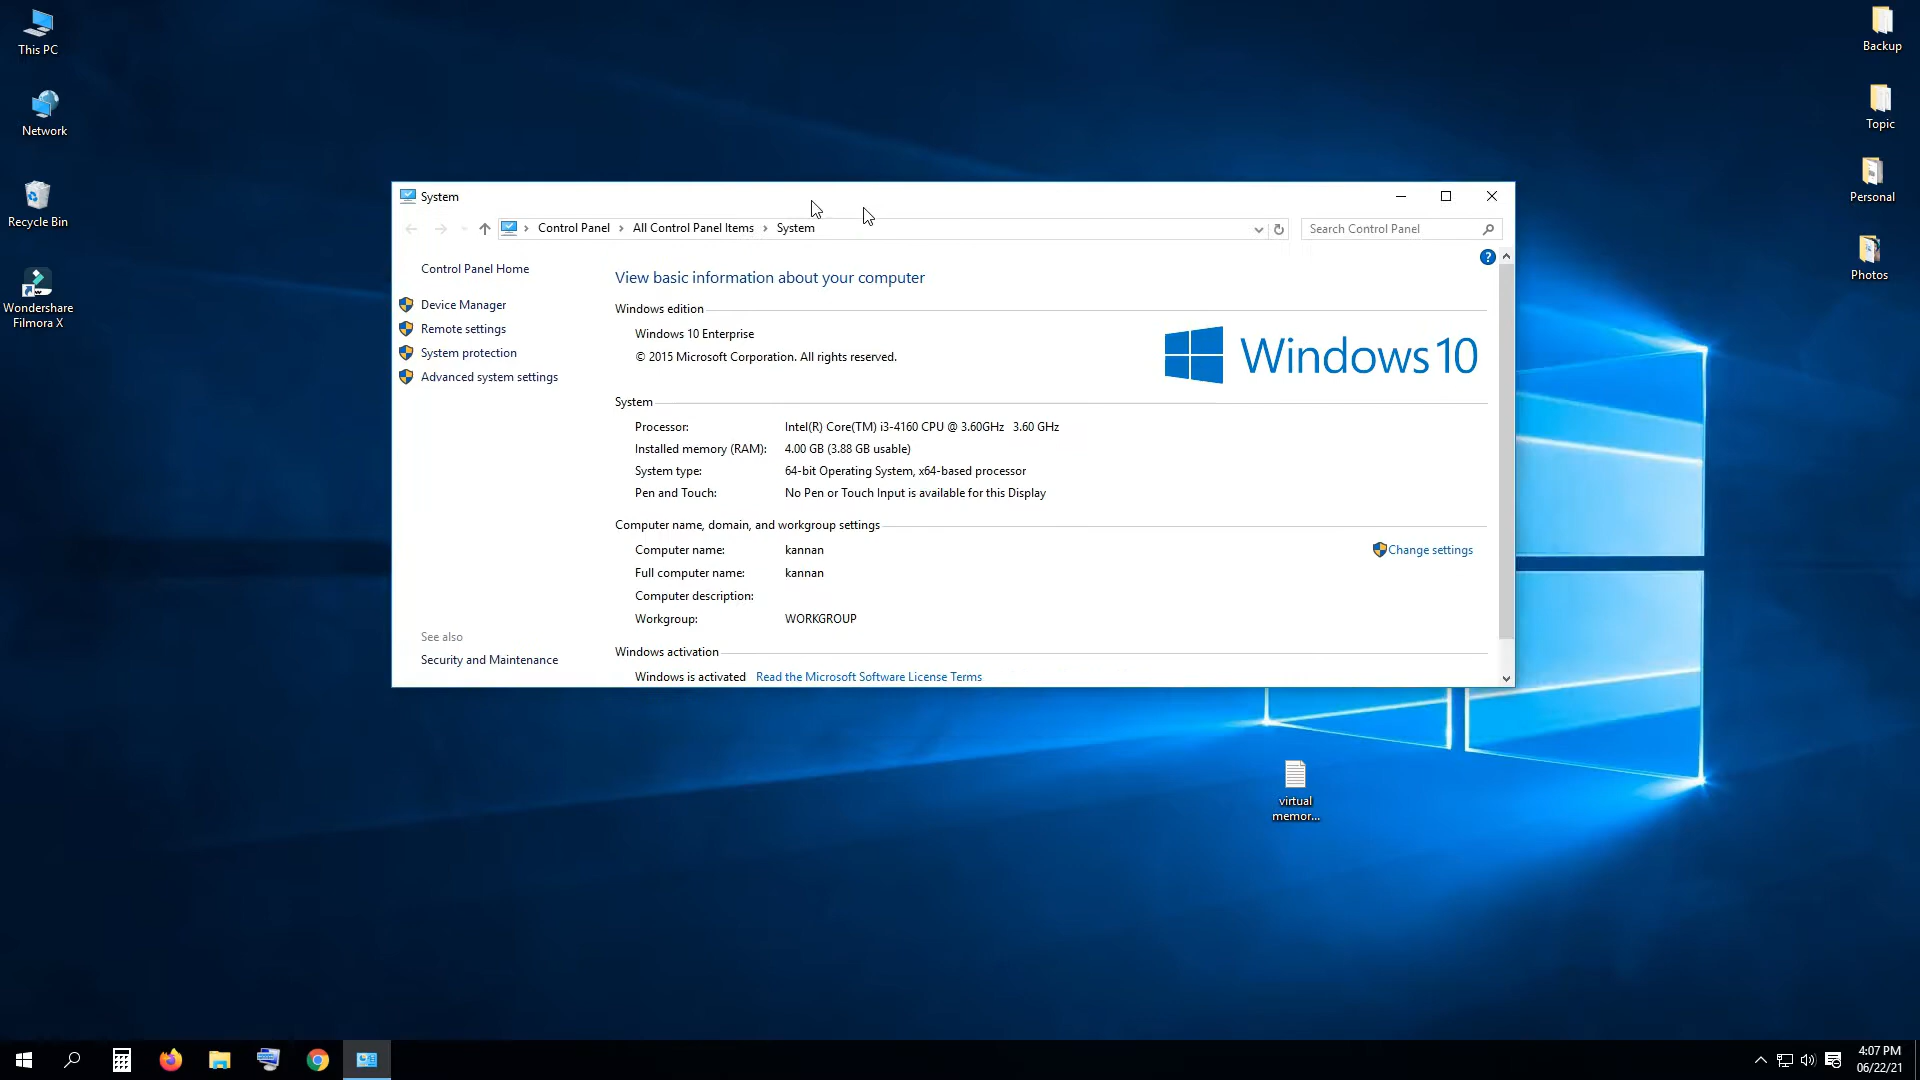 This PC
Network
Recycle Bin
Wondershare
Filmora X
Backup
Topic
Personal
Photos
System
Control Panel
All Control Panel Items
System
Search Control Panel
Control Panel Home
Device Manager
Remote settings
System protection
Advanced system settings
See also
Security and Maintenance
?
View basic information about your computer
Windows edition
Windows 10 Enterprise
© 2015 Microsoft Corporation. All rights reserved.
Windows 10
System
Processor: Intel(R) Core(TM) i3-4160 CPU @ 3.60GHz 3.60 GHz
Installed memory (RAM): 4.00 GB (3.88 GB usable)
System type: 64-bit Operating System, x64-based processor
Pen and Touch: No Pen or Touch Input is available for this Display
Computer name, domain, and workgroup settings
Computer name: kannan
Change settings
Full computer name: kannan
Computer description:
Workgroup: WORKGROUP
Windows activation
Windows is activated Read the Microsoft Software License Terms
virtual
memor...
4:07 PM
06/22/21